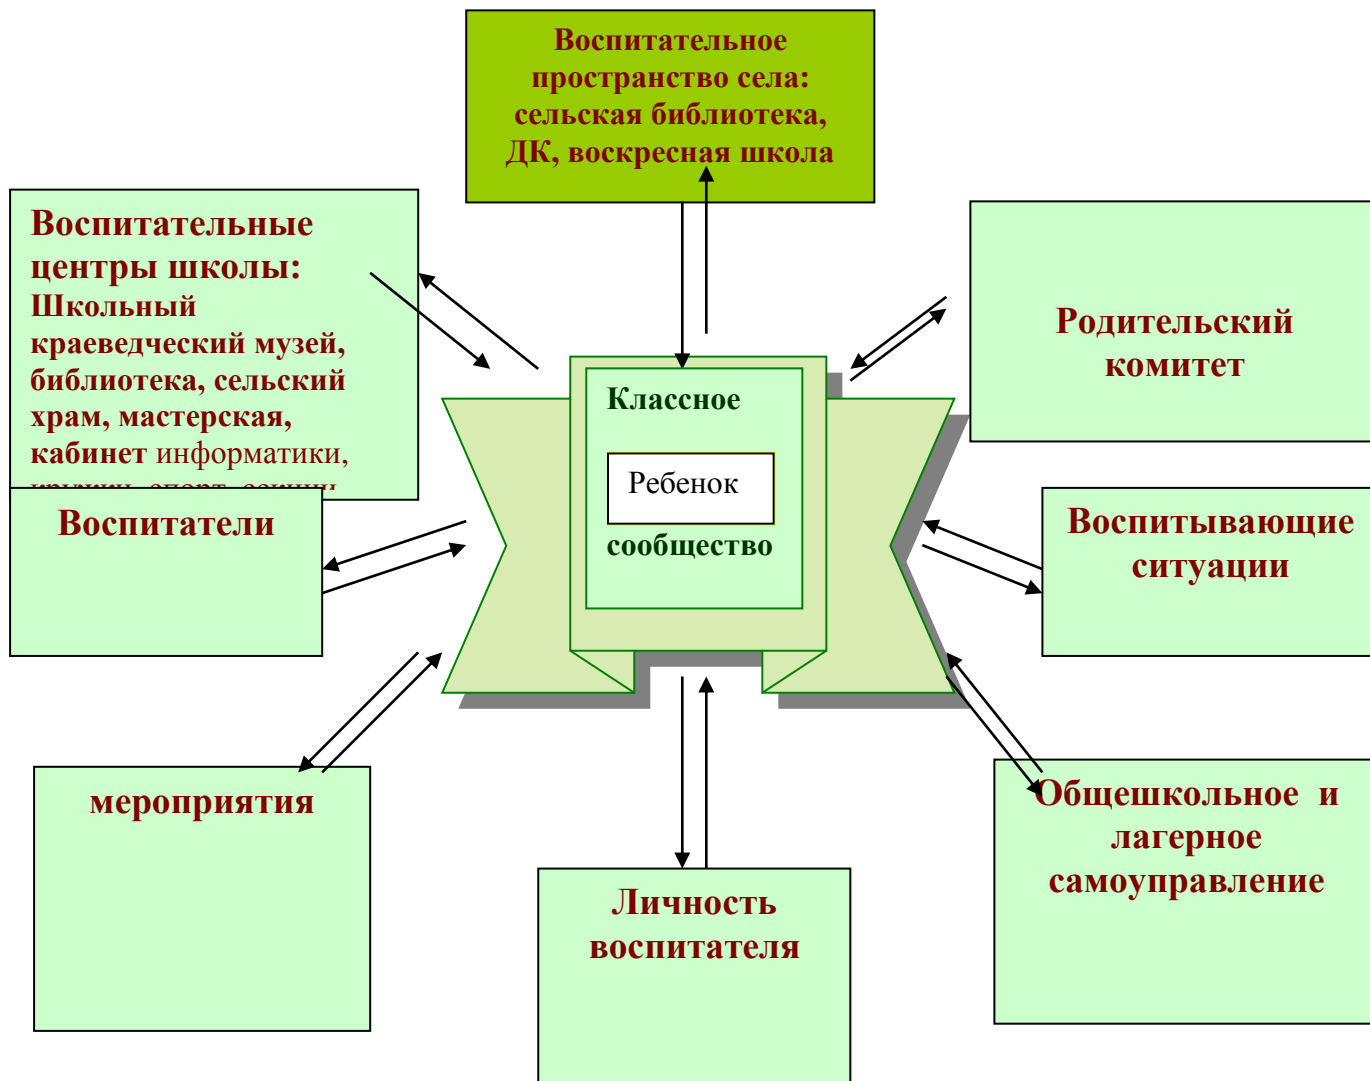 Воспитательное
пространство села:
сельская библиотека,
ДК, воскресная школа
Воспитательные
центры школы:
Школьный
краеведческий музей,
библиотека, сельский
храм, мастерская,
кабинет информатики,
Родительский
комитет
Классное
Ребенок
сообщество
Воспитатели
Воспитывающие
ситуации
мероприятия
Личность
воспитателя
Общешкольное и
лагерное
самоуправление